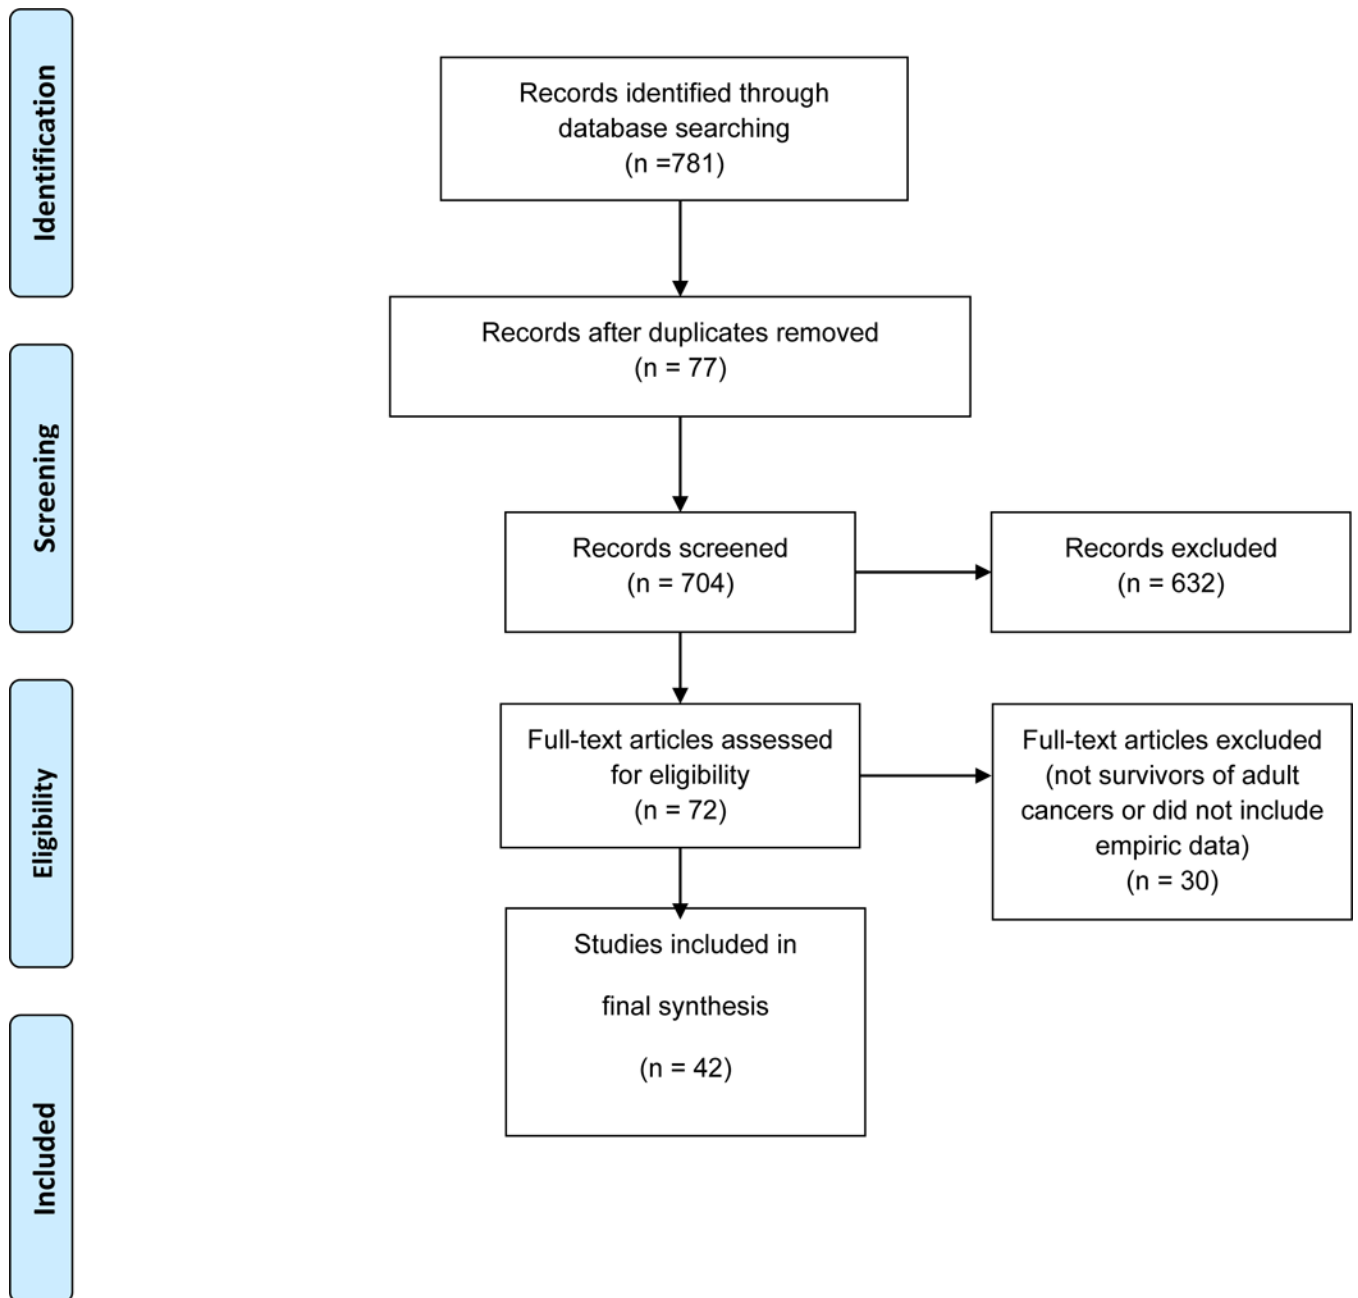 Identification
Records identified through
database searching
(n =781)
Records after duplicates removed
(n = 77)
Screening
Records screened
(n = 704)
Records excluded
(n = 632)
Eligibility
Full-text articles assessed
for eligibility
(n = 72)
Full-text articles excluded
(not survivors of adult
cancers or did not include
empiric data)
(n = 30)
Included
Studies included in
final synthesis
(n = 42)